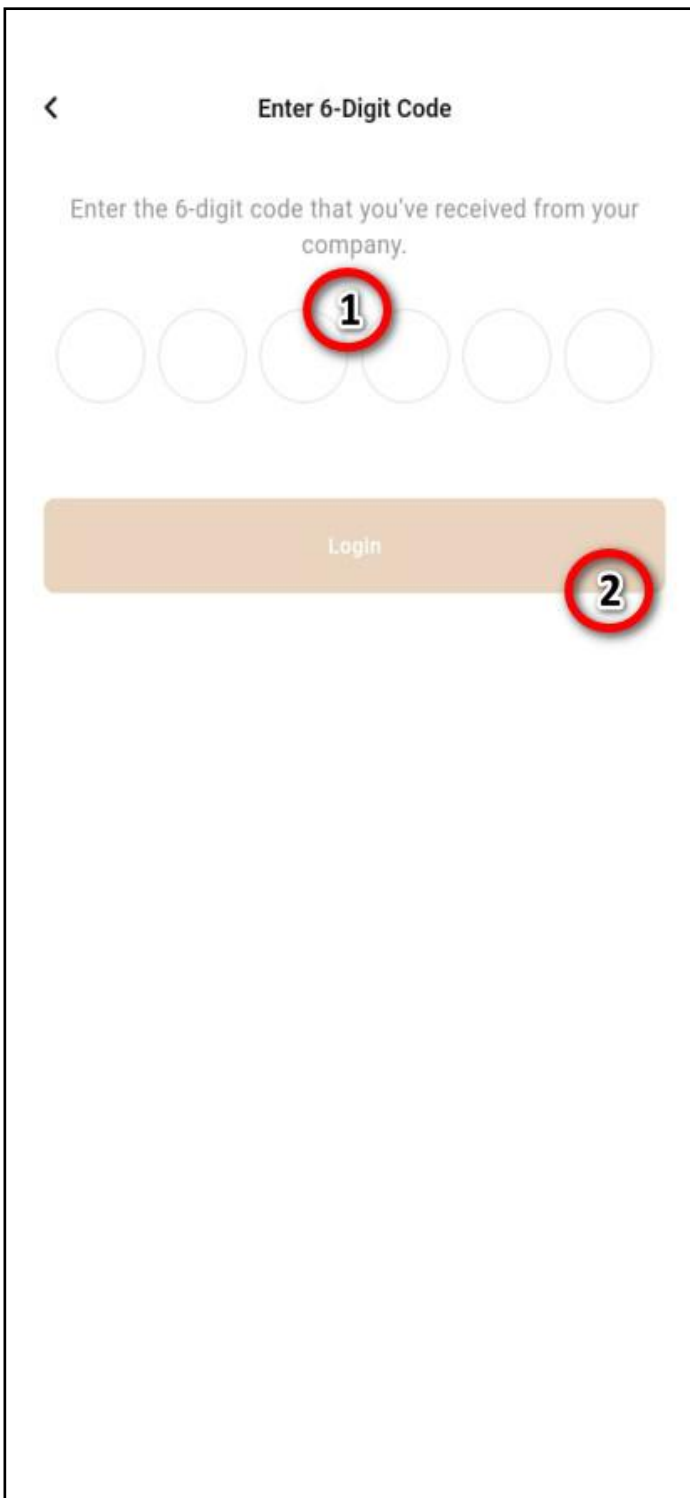 Enter 6-Digit Code
Enter the 6-digit code that you've received from your
company.
1
Login
2